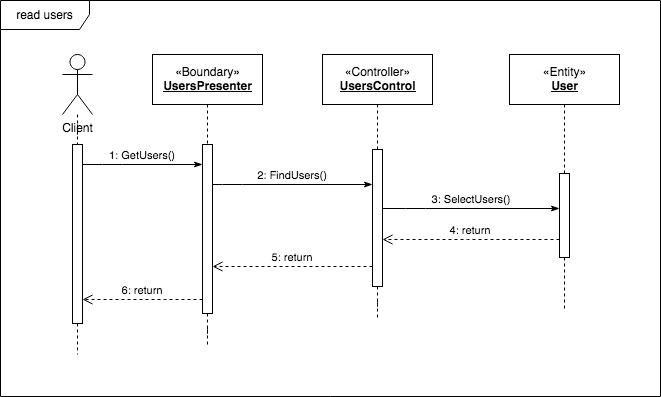 read users
«Boundary»
UsersPresenter
«Controller»
UsersControl
«Entity»
User
Client
1: GetUsers()
2: FindUsers()
3: SelectUsers()
4: return
5: return
6: return